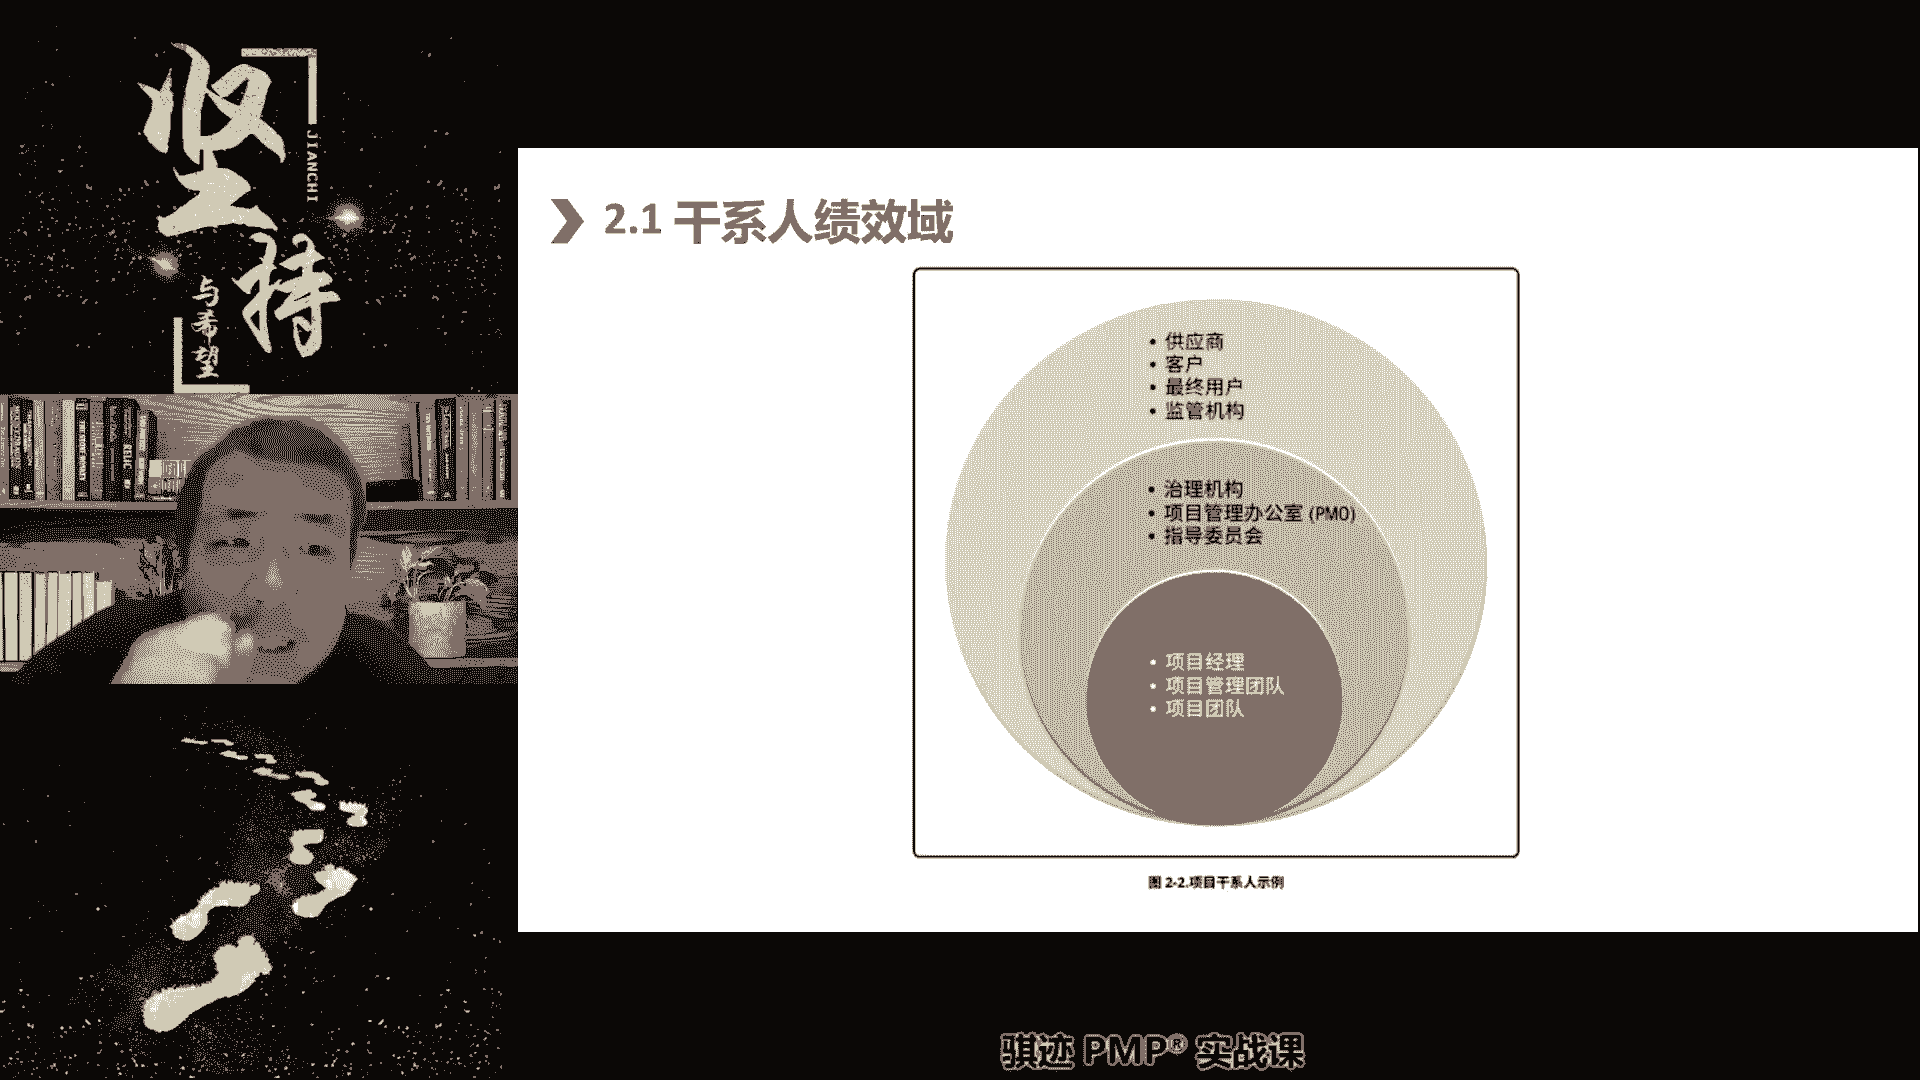 坚持
JIANCHI
与希望
2.1 干系人绩效域
• 供应商
• 客户
• 最终用户
• 监管机构
• 治理机构
• 项目管理办公室 (PMO)
• 指导委员会
• 项目经理
• 项目管理团队
• 项目团队
图 2-2.项目干系人示例
骐迹 PMP® 实战课